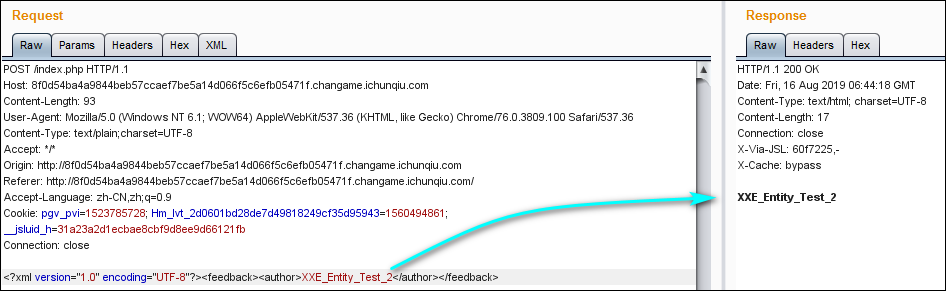 Request
Raw Params Headers Hex XML
POST /index.php HTTP/1.1
Host: 8f0d54ba4a9844beb57ccaef7be5a14d066f5c6efb05471f.changame.ichunqiu.com
Content-Length: 93
User-Agent: Mozilla/5.0 (Windows NT 6.1; WOW64) AppleWebKit/537.36 (KHTML, like Gecko) Chrome/76.0.3809.100 Safari/537.36
Content-Type: text/plain;charset=UTF-8
Accept: */*
Origin: http://8f0d54ba4a9844beb57ccaef7be5a14d066f5c6efb05471f.changame.ichunqiu.com
Referer: http://8f0d54ba4a9844beb57ccaef7be5a14d066f5c6efb05471f.changame.ichunqiu.com/
Accept-Language: zh-CN,zh;q=0.9
Cookie: pgv_pvi=1523785728; Hm_lvt_2d0601bd28de7d49818249cf35d95943=1560494861;
__jsluid_h=31a23a2d1ecbae8cbf9d8ee9d66121fb
Connection: close
<?xml version="1.0" encoding="UTF-8"?><feedback><author>XXE_Entity_Test_2</author></feedback>
Response
Raw Headers Hex
HTTP/1.1 200 OK
Date: Fri, 16 Aug 2019 06:44:18 GMT
Content-Type: text/html; charset=UTF-8
Content-Length: 17
Connection: close
X-Via-JSL: 60f7225,-
X-Cache: bypass
XXE_Entity_Test_2